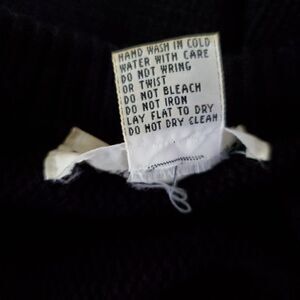 HAND WASH IN COLD
WATER WITH CARE
DO NOT WRING
OR TWIST
DO NOT BLEACH
DO NOT IRON
LAY FLAT TO DRY
DO NOT DRY CLEAN